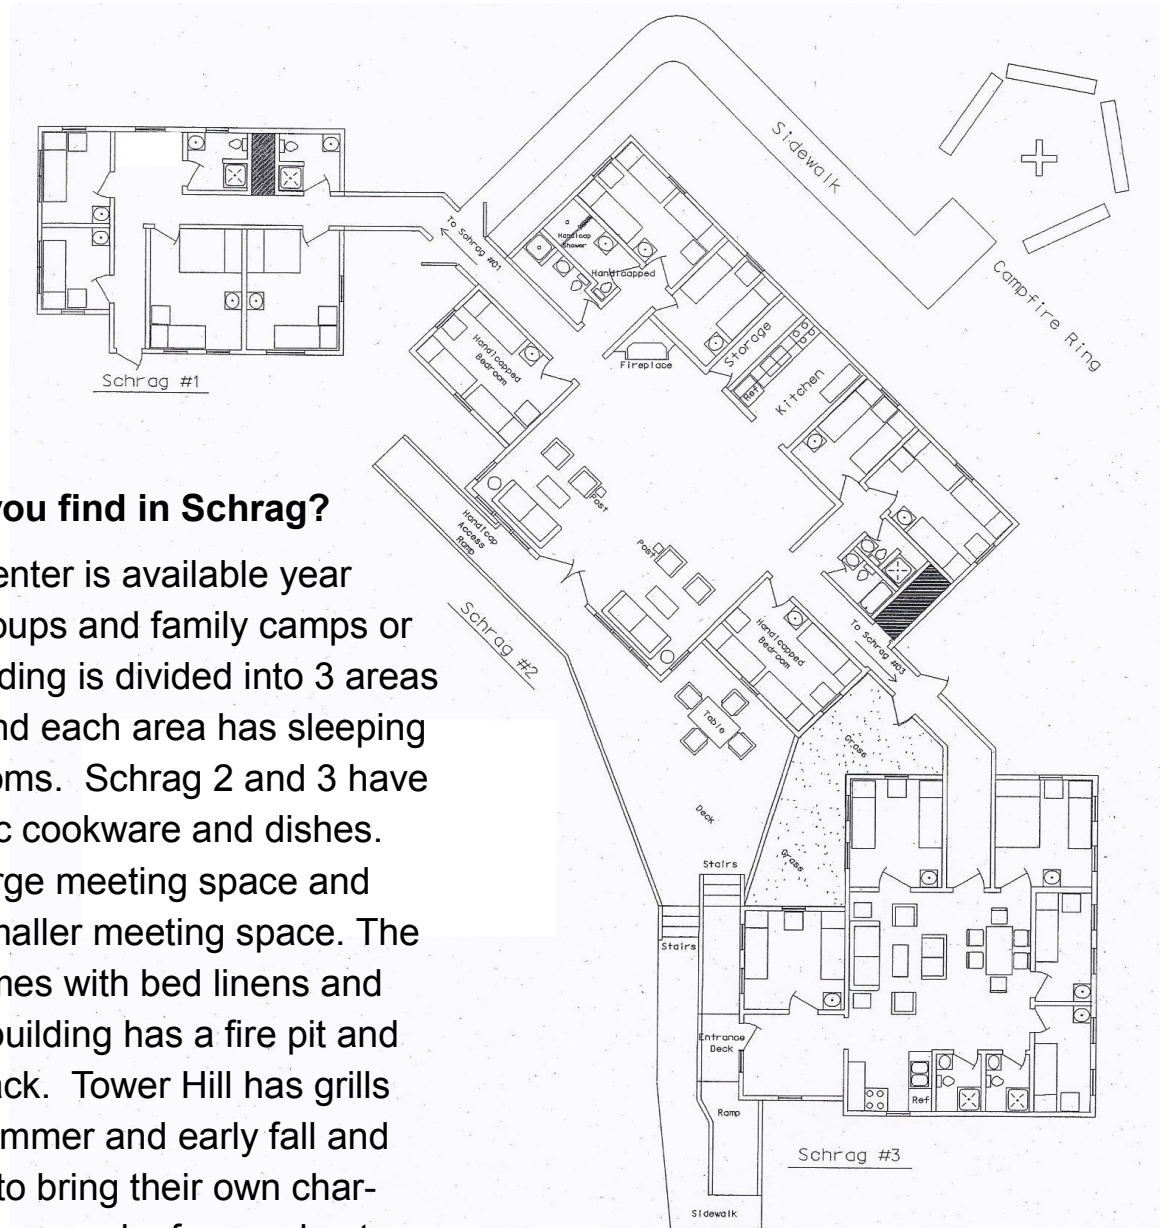 Sidewalk
Campfire Ring
To Schrag #01
Handicap
Shower
Handicapped
Fireplace
Storage
Ref
Kitchen
Handicapped
Bedroom
Schrag #1
Post
Post
Handicap
Access
Ramp
Schrag #2
Handicapped
Bedroom
To Schrag #03
Table
Grass
Grass
Deck
Stairs
Stairs
Entrance
Deck
Ramp
Ref
Schrag #3
Sidewalk
you find in Schrag?
enter is available year
oups and family camps or
ding is divided into 3 areas
nd each area has sleeping
oms. Schrag 2 and 3 have
c cookware and dishes.
rge meeting space and
maller meeting space. The
mes with bed linens and
building has a fire pit and
ack. Tower Hill has grills
mmer and early fall and
to bring their own char-